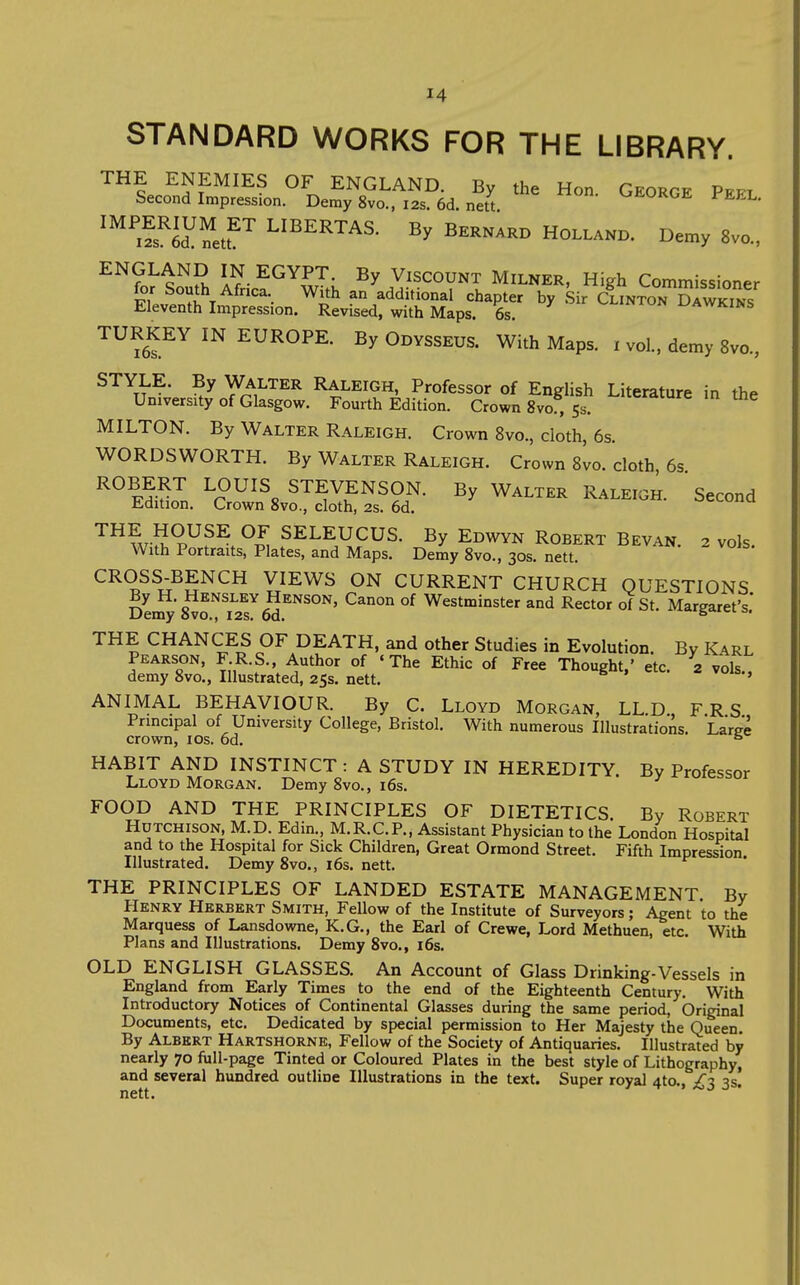 14
STANDARD WORKS FOR THE LIBRARY.
THE ENEMIES OF ENGLAND. By the Hon. GEORGE PEEL.
Second Impression. Demy 8vo., 12s. 6d. nett.
IMPERIUM ET LIBERTAS. By BERNARD HOLLAND. Demy 8vo.,
12s. 6d. nett.
ENGLAND IN EGYPT. By VISCOUNT MILNER, High Commissioner
for South Africa. With an additional chapter by Sir CLINTON DAWKINS
Eleventh Impression. Revised, with Maps. 6s.
TURKEY IN EUROPE. By ODYSSEUS. With Maps. 1 vol., demy 8vo.,
16s.
STYLE. By WALTER RALEIGH, Professor of English Literature in the
University of Glasgow. Fourth Edition. Crown 8vo., 5s.
MILTON. By WALTER RALEIGH. Crown 8vo., cloth, 6s.
WORDSWORTH. By WALTER RALEIGH. Crown 8vo. cloth, 6s.
ROBERT LOUIS STEVENSON. By WALTER RALEIGH. Second
Edition. Crown 8vo., cloth, 2s. 6d.
THE HOUSE OF SELEUCUS. By EDWYN ROBERT BEVAN. 2 vols.
With Portraits, Plates, and Maps. Demy 8vo., 30s. nett.
CROSS-BENCH VIEWS ON CURRENT CHURCH QUESTIONS.
By H. HENSLEY HENSON, Canon of Westminster and Rector of St. Margaret's.
Demy 8vo., 12s. 6d.
THE CHANCES OF DEATH, and other Studies in Evolution. By KARL
PEARSON, F.R.S., Author of 'The Ethic of Free Thought,' etc. 2 vols.,
demy 8vo., Illustrated, 25s. nett.
ANIMAL BEHAVIOUR. By C. LLOYD MORGAN, LL.D., F.R.S.,
Principal of University College, Bristol. With numerous Illustrations. Large
crown, 10s. 6d.
HABIT AND INSTINCT: A STUDY IN HEREDITY. By Professor
LLOYD MORGAN. Demy 8vo., 16s.
FOOD AND THE PRINCIPLES OF DIETETICS. By ROBERT
HUTCHISON, M.D. Edin., M.R.C.P., Assistant Physician to the London Hospital
and to the Hospital for Sick Children, Great Ormond Street. Fifth Impression.
Illustrated. Demy 8vo., 16s. nett.
THE PRINCIPLES OF LANDED ESTATE MANAGEMENT. By
HENRY HERBERT SMITH, Fellow of the Institute of Surveyors; Agent to the
Marquess of Lansdowne, K.G., the Earl of Crewe, Lord Methuen, etc. With
Plans and Illustrations. Demy 8vo., 16s.
OLD ENGLISH GLASSES. An Account of Glass Drinking-Vessels in
England from Early Times to the end of the Eighteenth Century. With
Introductory Notices of Continental Glasses during the same period, Original
Documents, etc. Dedicated by special permission to Her Majesty the Queen.
By ALBERT HARTSHORNE, Fellow of the Society of Antiquaries. Illustrated by
nearly 70 full-page Tinted or Coloured Plates in the best style of Lithography,
and several hundred outline Illustrations in the text. Super royal 4to., £3 3s.
nett.